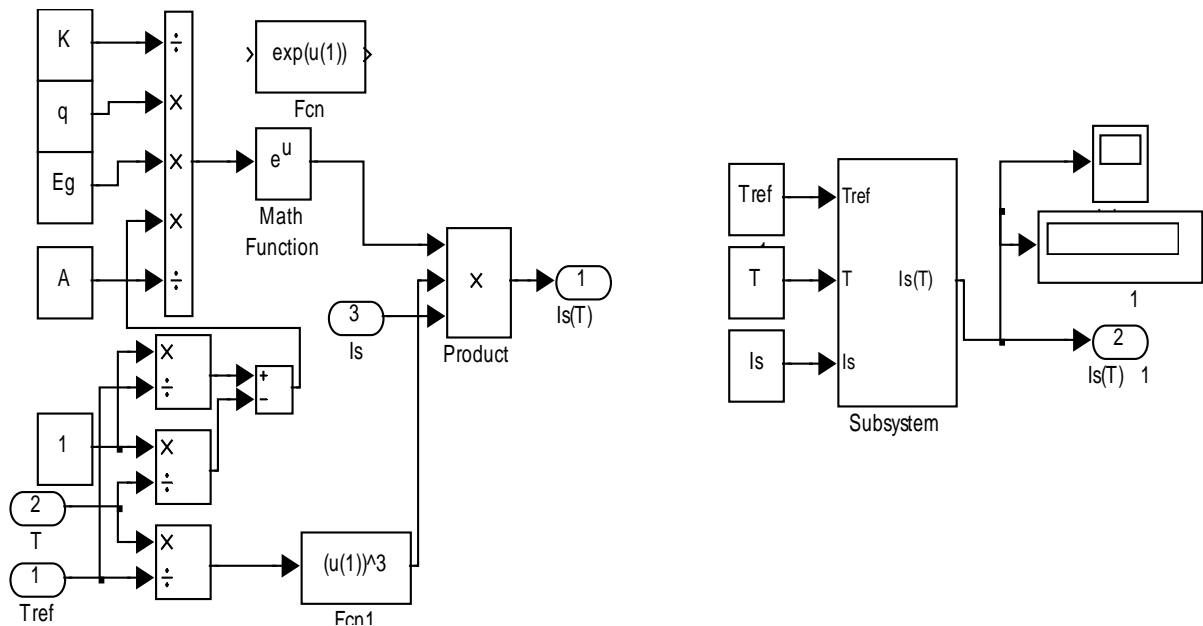 K
÷
q
×
Eg
×
×
A
÷
exp(u(1))
Fcn
e^u
Math
Function
×
Product
1
Is(T)
3
Is
×
÷
+
−
1
×
÷
2
T
×
÷
1
Tref
(u(1))^3
Fcn1
Tref
T
Is
Tref
T
Is
Is(T)
Subsystem
1
2
Is(T) 1